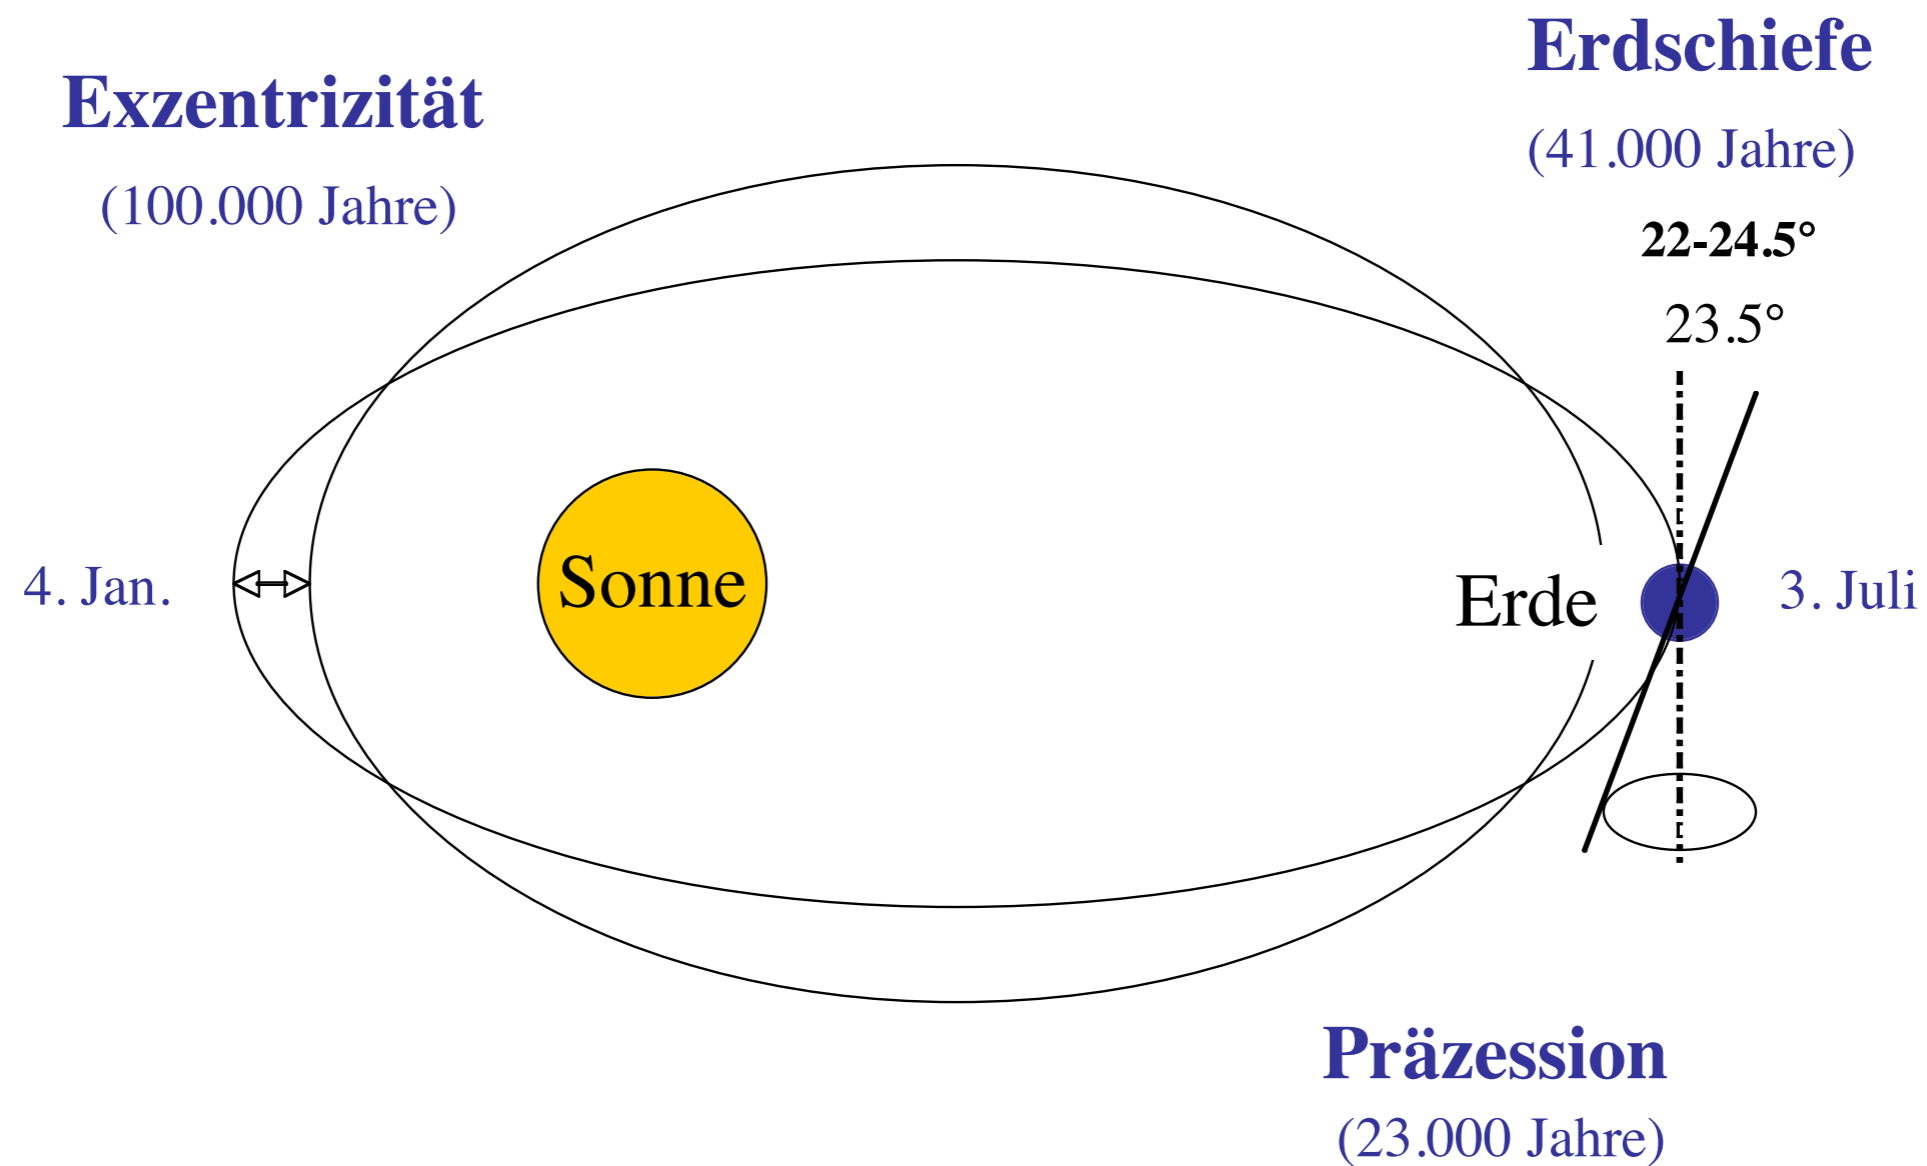 Exzentrizität
(100.000 Jahre)
Erdschiefe
(41.000 Jahre)
22-24.5°
23.5°
4. Jan.
Sonne
Erde
3. Juli
Präzession
(23.000 Jahre)